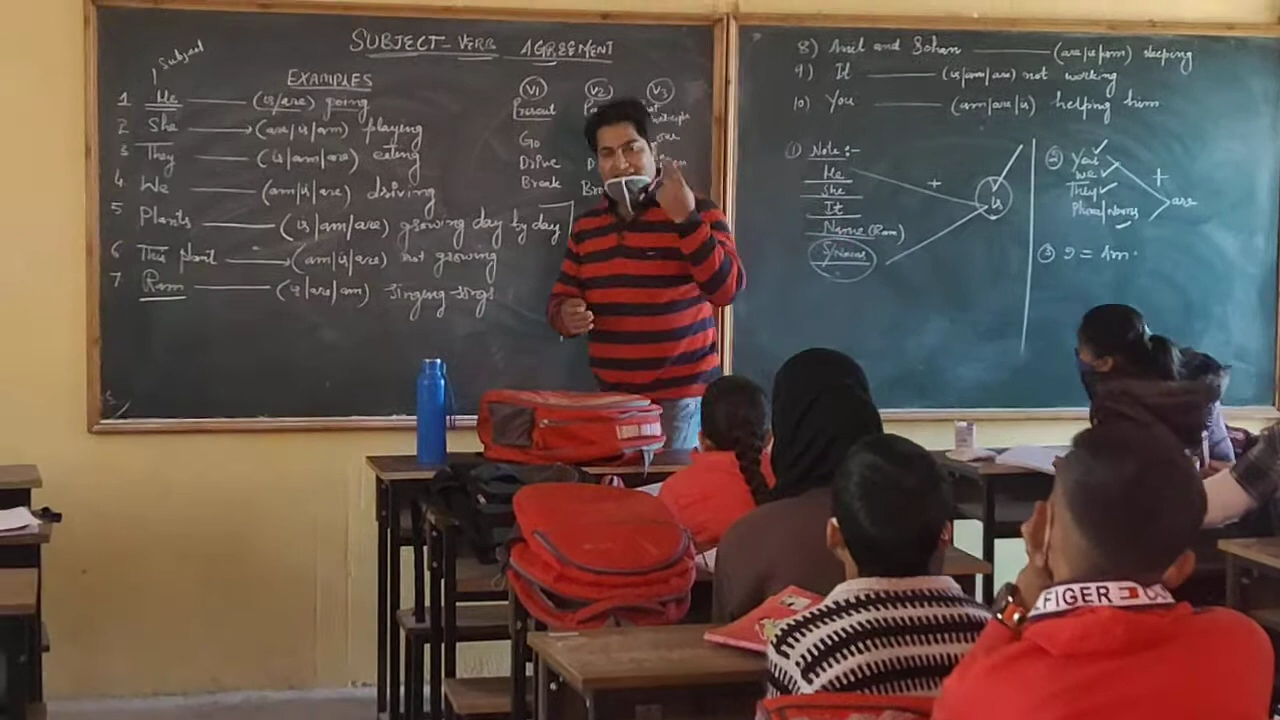 SUBJECT-VERB AGREEMENT
Subject
EXAMPLES
1 He ——— (is/are) going
2 She ——— (are/is/am) playing
3 They ——— (is/am/are) eating
4. We ——— (am/is/are) driving
5 Plants ——— (is/am/are) growing day by day
6 This plant ——— (am/is/are) not growing
7 Ram ——— (is/are/am) singing songs
V1 V2 V3
Present
Go
Drive
Break
8) Anil and Sohan ——— (are/is/am) sleeping
9) It ——— (is/am/are) not working
10) You ——— (am/are/is) helping him
① Note:-
He
She
It
Name (Ram)
S/Nouns
+
is
② You
We
They
Plural/nouns
+
are
③ I = am.
FIGER